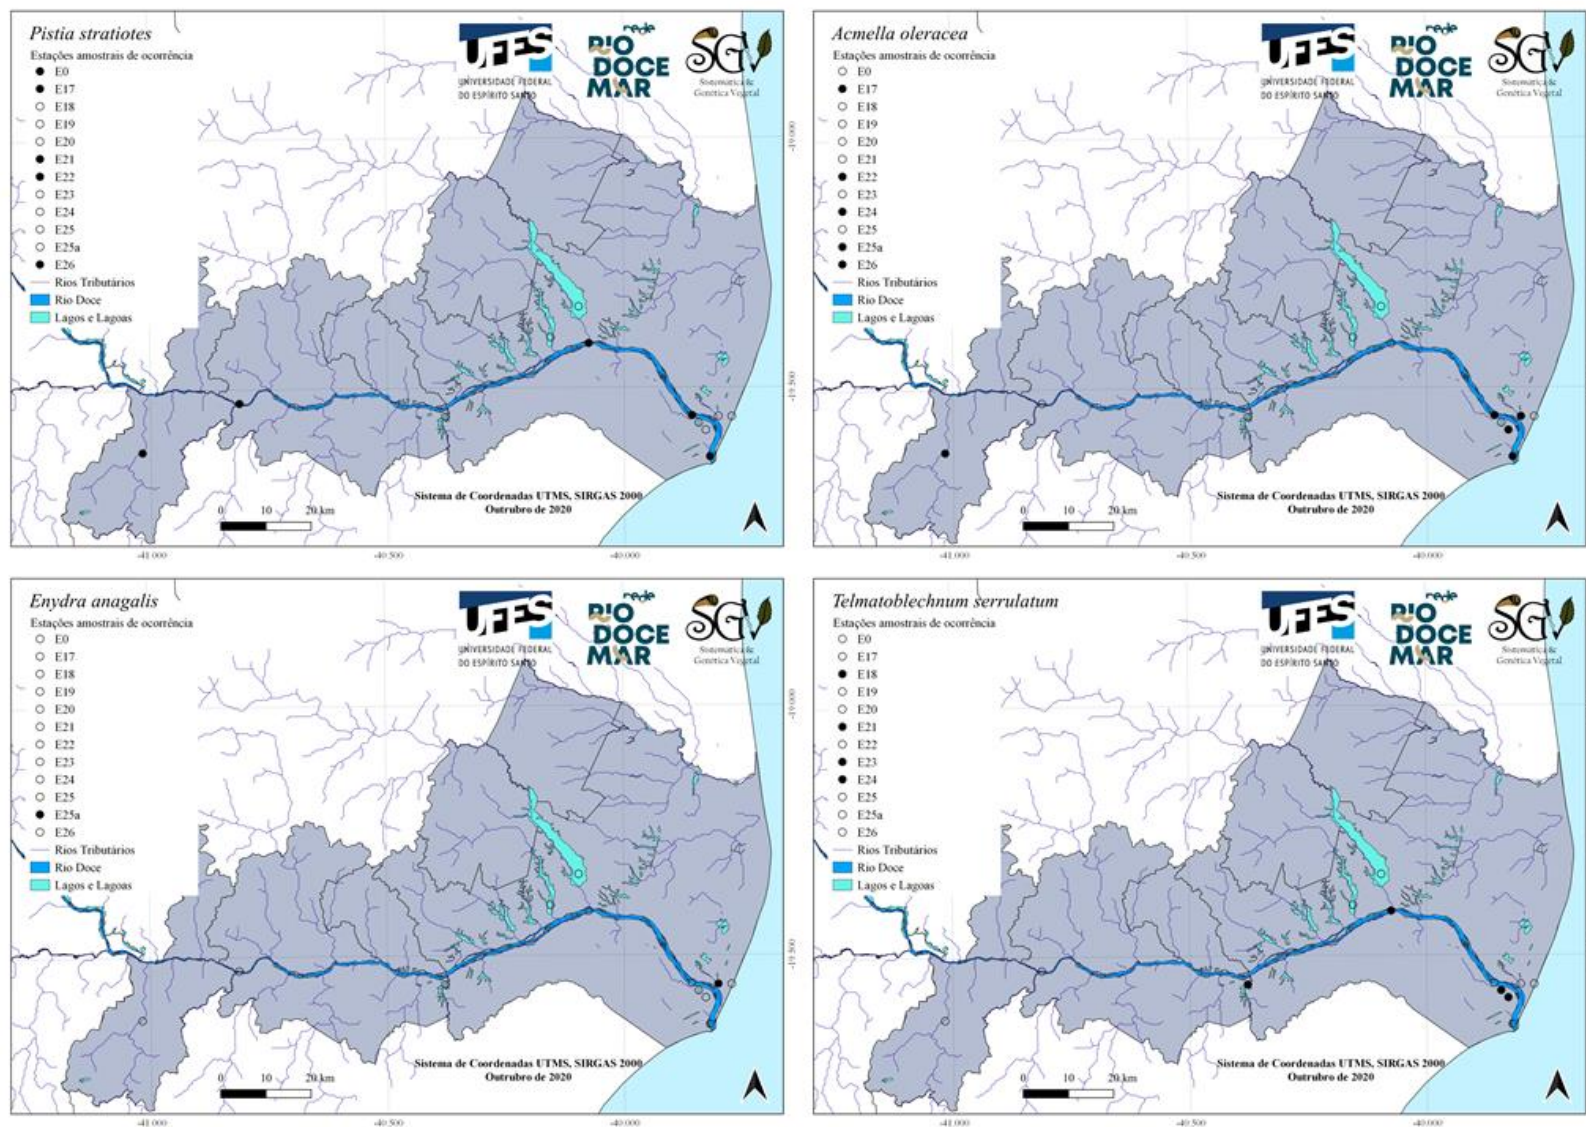 Pistia stratiotes
Estações amostrais de ocorrência
E0
E17
E18
E19
E20
E21
E22
E23
E24
E25
E25a
E26
Rios Tributários
Rio Doce
Lagos e Lagoas
UFES
UNIVERSIDADE FEDERAL
DO ESPÍRITO SANTO
rede
RIO
DOCE
MAR
SGV
Sistemática &
Genética Vegetal
-19.000
-19.500
Sistema de Coordenadas UTMS, SIRGAS 2000
Outrubro de 2020
0 10 20 km
-41.000 -40.500 -40.000
Acmella oleracea
Estações amostrais de ocorrência
E0
E17
E18
E19
E20
E21
E22
E23
E24
E25
E25a
E26
Rios Tributários
Rio Doce
Lagos e Lagoas
UFES
UNIVERSIDADE FEDERAL
DO ESPÍRITO SANTO
rede
RIO
DOCE
MAR
SGV
Sistemática &
Genética Vegetal
Sistema de Coordenadas UTMS, SIRGAS 2000
Outrubro de 2020
0 10 20 km
-41.000 -40.500 -40.000
Enydra anagalis
Estações amostrais de ocorrência
E0
E17
E18
E19
E20
E21
E22
E23
E24
E25
E25a
E26
Rios Tributários
Rio Doce
Lagos e Lagoas
UFES
UNIVERSIDADE FEDERAL
DO ESPÍRITO SANTO
rede
RIO
DOCE
MAR
SGV
Sistemática &
Genética Vegetal
-19.000
-19.500
Sistema de Coordenadas UTMS, SIRGAS 2000
Outrubro de 2020
0 10 20 km
-41.000 -40.500 -40.000
Telmatoblechnum serrulatum
Estações amostrais de ocorrência
E0
E17
E18
E19
E20
E21
E22
E23
E24
E25
E25a
E26
Rios Tributários
Rio Doce
Lagos e Lagoas
UFES
UNIVERSIDADE FEDERAL
DO ESPÍRITO SANTO
rede
RIO
DOCE
MAR
SGV
Sistemática &
Genética Vegetal
Sistema de Coordenadas UTMS, SIRGAS 2000
Outrubro de 2020
0 10 20 km
-41.000 -40.500 -40.000